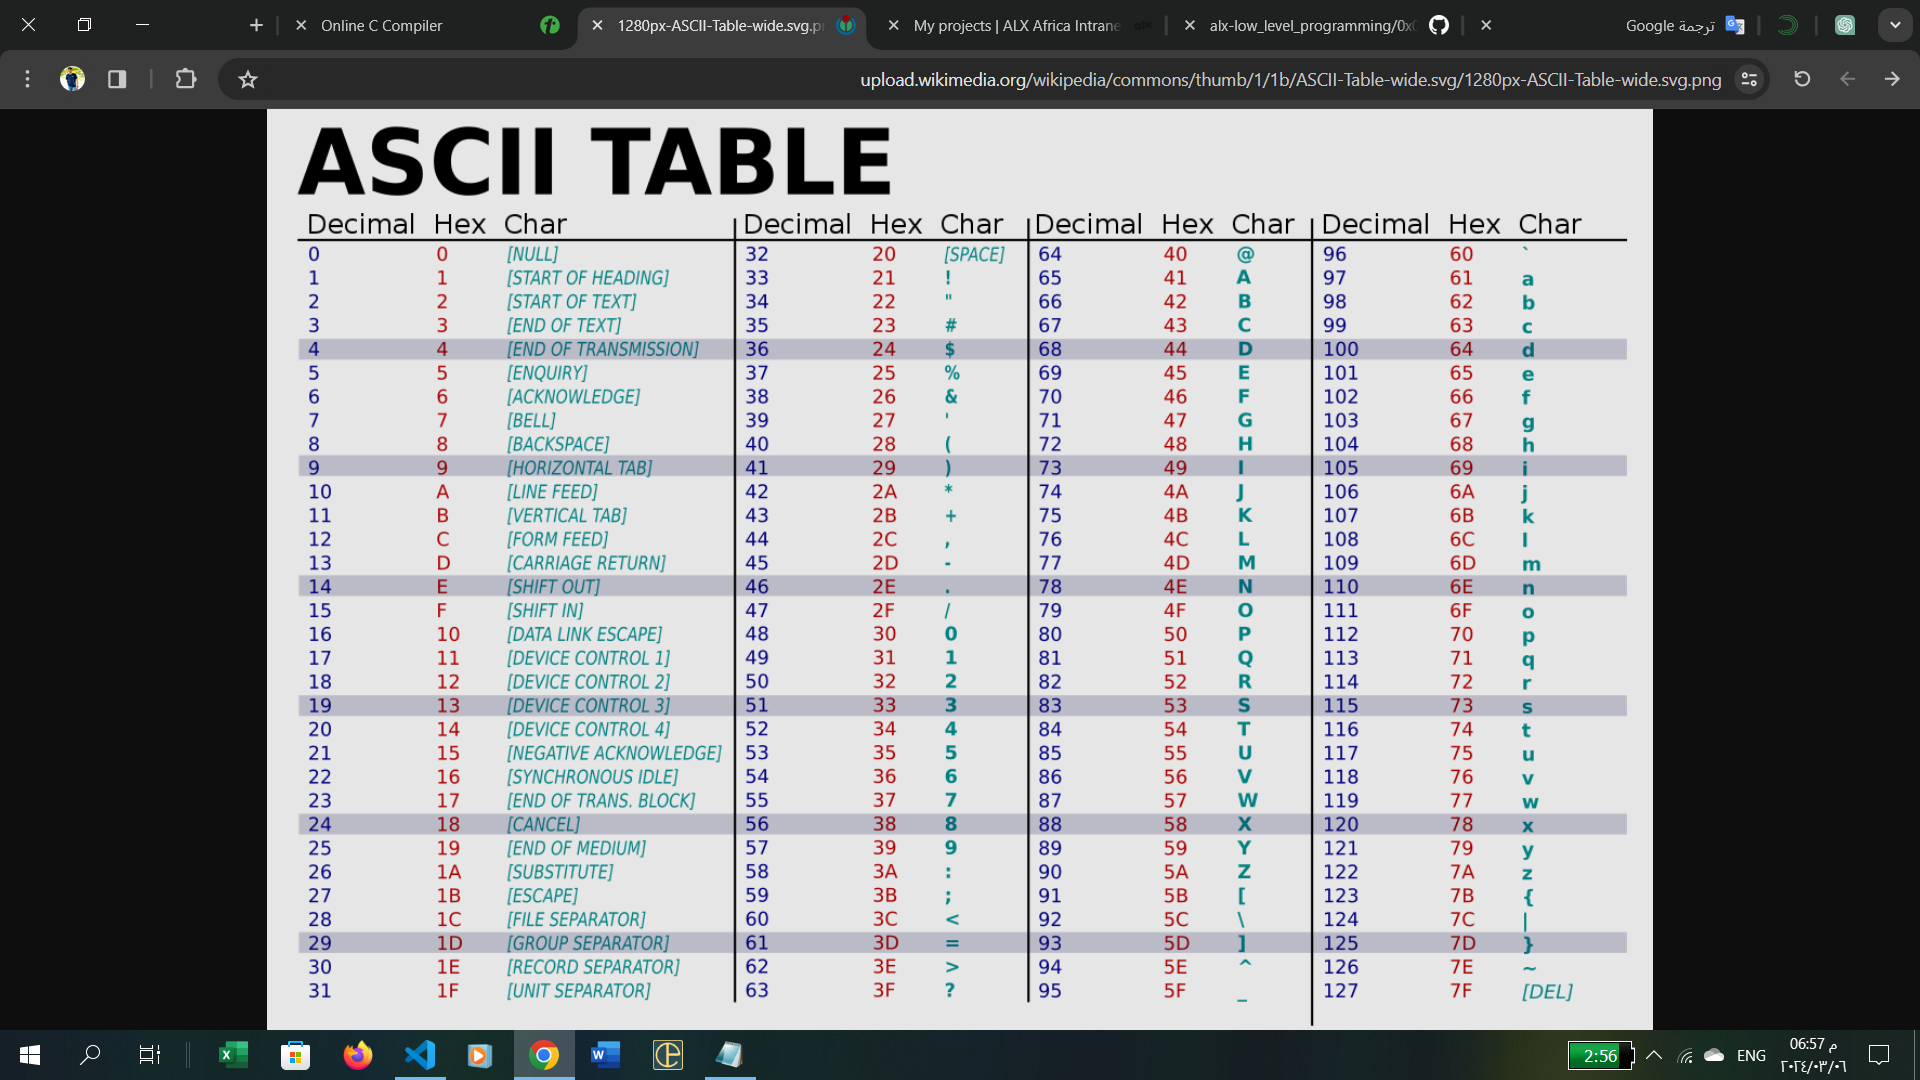 Online C Compiler
1280px-ASCII-Table-wide.svg.pn
My projects | ALX Africa Intrane
alx-low_level_programming/0x0
ترجمة Google
upload.wikimedia.org/wikipedia/commons/thumb/1/1b/ASCII-Table-wide.svg/1280px-ASCII-Table-wide.svg.png
ASCII TABLE
Decimal Hex Char Decimal Hex Char Decimal Hex Char Decimal Hex Char
0 0 [NULL] 32 20 [SPACE] 64 40 @ 96 60 `
1 1 [START OF HEADING] 33 21 ! 65 41 A 97 61 a
2 2 [START OF TEXT] 34 22 " 66 42 B 98 62 b
3 3 [END OF TEXT] 35 23 # 67 43 C 99 63 c
4 4 [END OF TRANSMISSION] 36 24 $ 68 44 D 100 64 d
5 5 [ENQUIRY] 37 25 % 69 45 E 101 65 e
6 6 [ACKNOWLEDGE] 38 26 & 70 46 F 102 66 f
7 7 [BELL] 39 27 ' 71 47 G 103 67 g
8 8 [BACKSPACE] 40 28 ( 72 48 H 104 68 h
9 9 [HORIZONTAL TAB] 41 29 ) 73 49 I 105 69 i
10 A [LINE FEED] 42 2A * 74 4A J 106 6A j
11 B [VERTICAL TAB] 43 2B + 75 4B K 107 6B k
12 C [FORM FEED] 44 2C , 76 4C L 108 6C l
13 D [CARRIAGE RETURN] 45 2D - 77 4D M 109 6D m
14 E [SHIFT OUT] 46 2E . 78 4E N 110 6E n
15 F [SHIFT IN] 47 2F / 79 4F O 111 6F o
16 10 [DATA LINK ESCAPE] 48 30 0 80 50 P 112 70 p
17 11 [DEVICE CONTROL 1] 49 31 1 81 51 Q 113 71 q
18 12 [DEVICE CONTROL 2] 50 32 2 82 52 R 114 72 r
19 13 [DEVICE CONTROL 3] 51 33 3 83 53 S 115 73 s
20 14 [DEVICE CONTROL 4] 52 34 4 84 54 T 116 74 t
21 15 [NEGATIVE ACKNOWLEDGE] 53 35 5 85 55 U 117 75 u
22 16 [SYNCHRONOUS IDLE] 54 36 6 86 56 V 118 76 v
23 17 [END OF TRANS. BLOCK] 55 37 7 87 57 W 119 77 w
24 18 [CANCEL] 56 38 8 88 58 X 120 78 x
25 19 [END OF MEDIUM] 57 39 9 89 59 Y 121 79 y
26 1A [SUBSTITUTE] 58 3A : 90 5A Z 122 7A z
27 1B [ESCAPE] 59 3B ; 91 5B [ 123 7B {
28 1C [FILE SEPARATOR] 60 3C < 92 5C \ 124 7C |
29 1D [GROUP SEPARATOR] 61 3D = 93 5D ] 125 7D }
30 1E [RECORD SEPARATOR] 62 3E > 94 5E ^ 126 7E ~
31 1F [UNIT SEPARATOR] 63 3F ? 95 5F _ 127 7F [DEL]
2:56
ENG
06:57 م
٢٠٢٤/٠٣/٠٦